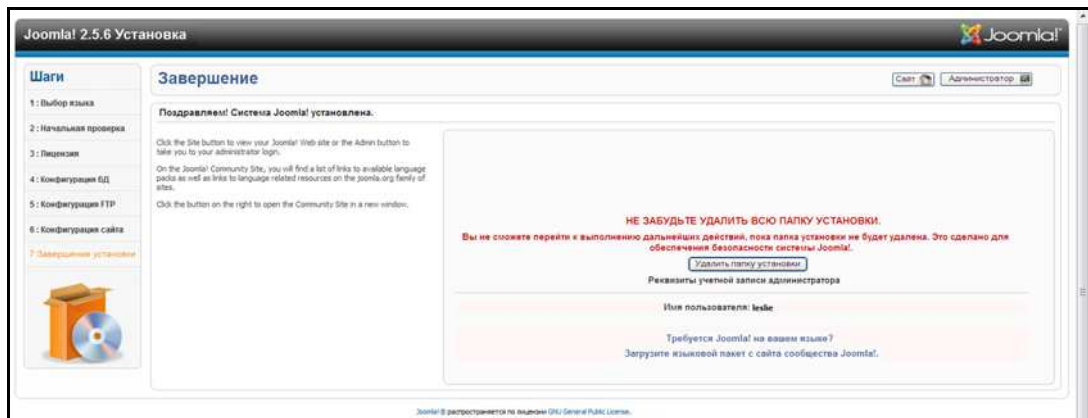 Joomla! 2.5.6 Установка
Joomla!
Шаги
1 : Выбор языка
2 : Начальная проверка
3 : Лицензия
4 : Конфигурация БД
5 : Конфигурация FTP
6 : Конфигурация сайта
7 Завершение установки
Завершение
Сайт
Администратор
Поздравляем! Система Joomla! установлена.
Click the Site button to view your Joomla! Web site or the Admin button to
take you to your administrator login.
On the Joomla! Community Site, you will find a list of links to available language
packs as well as links to language related resources on the joomla.org family of
sites.
Click the button on the right to open the Community Site in a new window.
НЕ ЗАБУДЬТЕ УДАЛИТЬ ВСЮ ПАПКУ УСТАНОВКИ.
Вы не сможете перейти к выполнению дальнейших действий, пока папка установки не будет удалена. Это сделано для
обеспечения безопасности системы Joomla!.
Удалить папку установки
Реквизиты учетной записи администратора
Имя пользователя: leslie
Требуется Joomla! на вашем языке?
Загрузите языковой пакет с сайта сообщества Joomla!.
Joomla! ® распространяется по лицензии GNU General Public License.